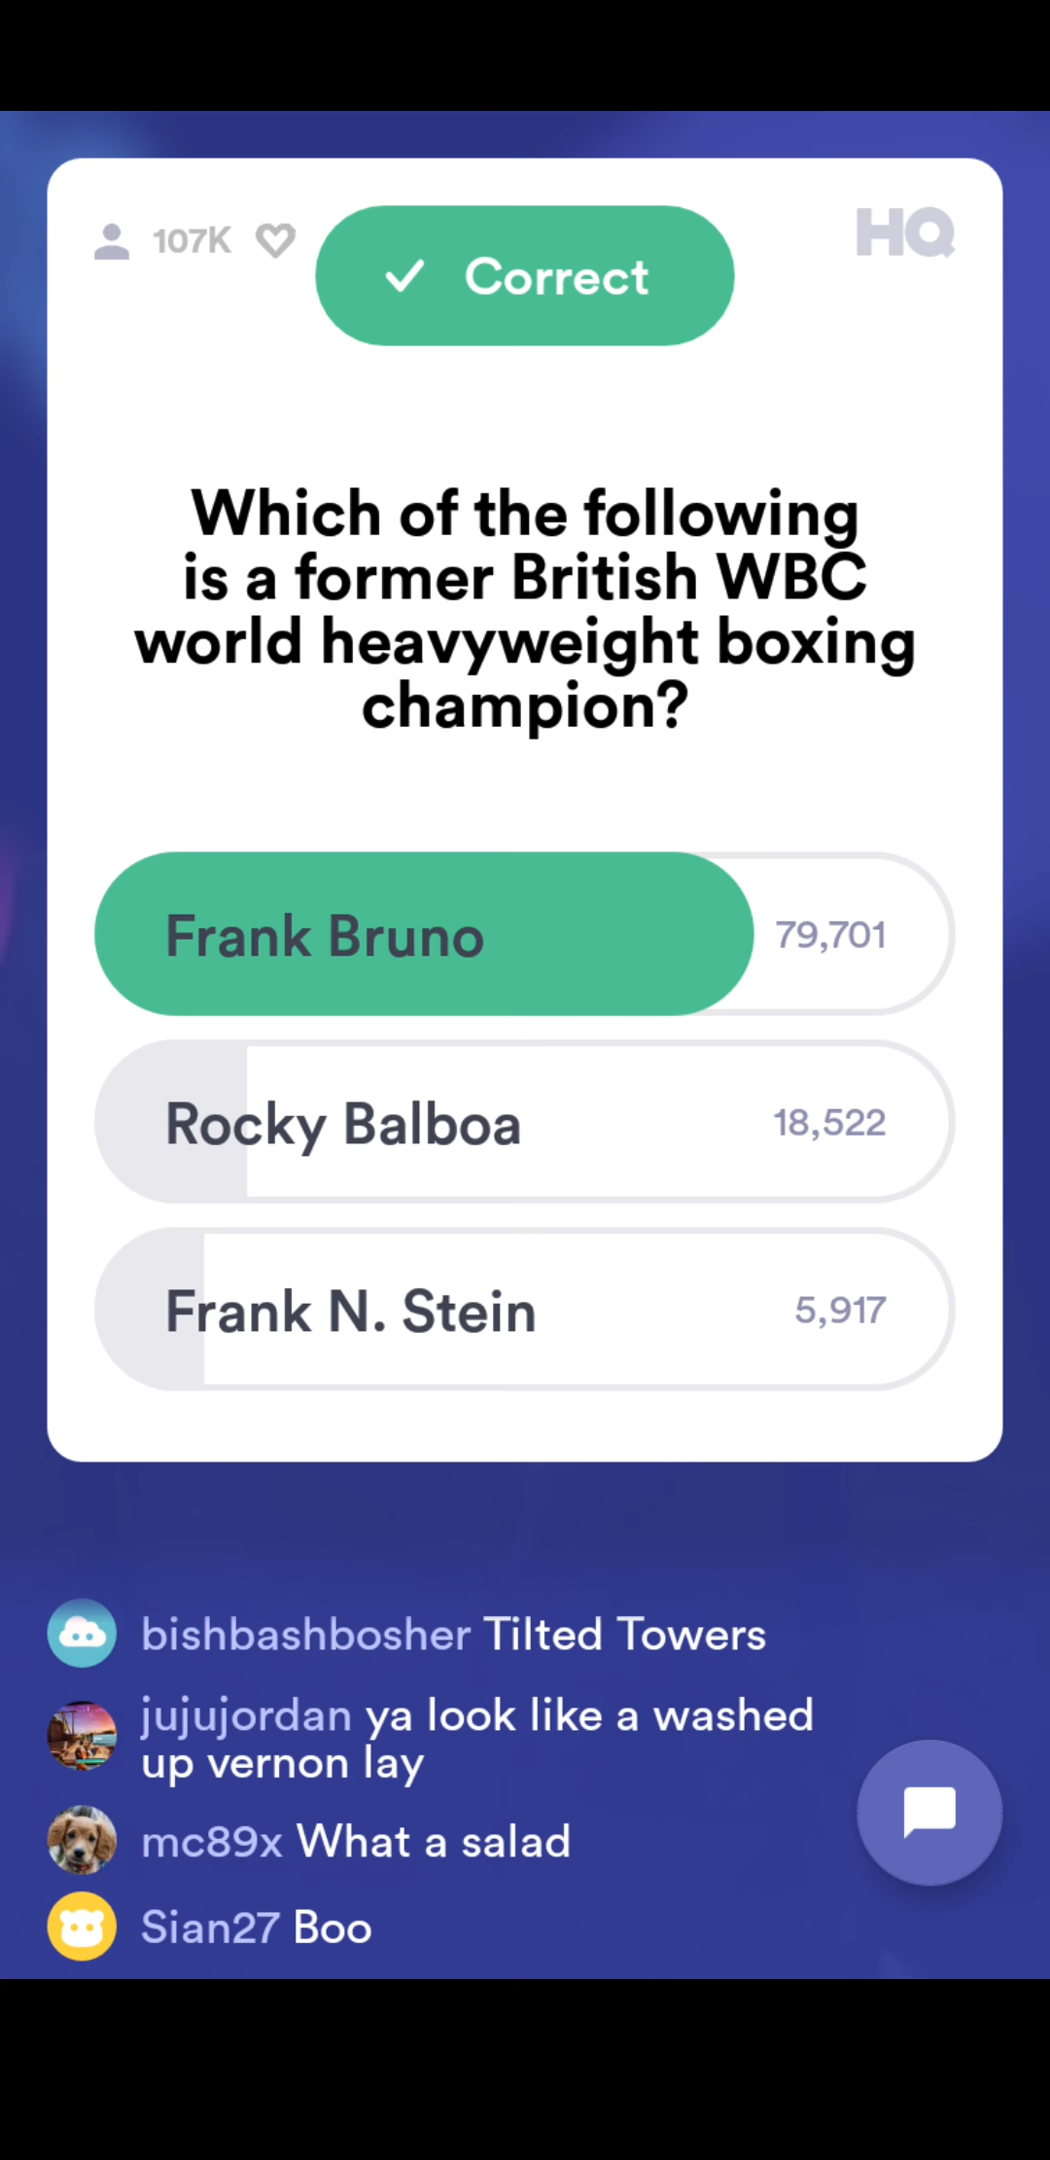 107K
Correct
HQ
Which of the following
is a former British WBC
world heavyweight boxing
champion?
Frank Bruno 79,701
Rocky Balboa 18,522
Frank N. Stein 5,917
bishbashbosher Tilted Towers
jujujordan ya look like a washed
up vernon lay
mc89x What a salad
Sian27 Boo